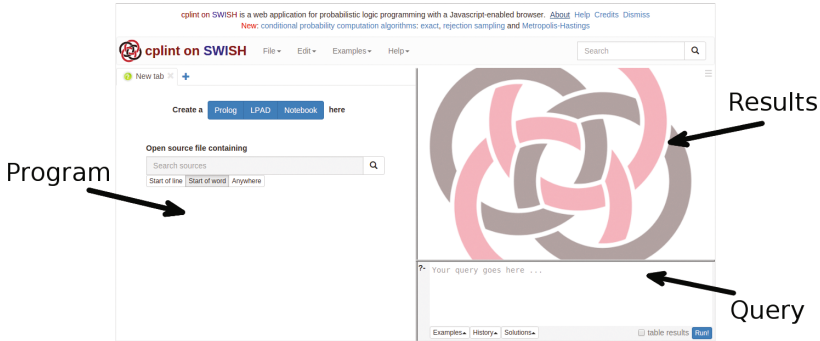 cplint on SWISH is a web application for probabilistic logic programming with a Javascript-enabled browser. About Help Credits Dismiss
New: conditional probability computation algorithms: exact, rejection sampling and Metropolis-Hastings
cplint on SWISH File Edit Examples Help Search
New tab
Create a Prolog LPAD Notebook here
Results
Open source file containing
Search sources
Program
Start of line Start of word Anywhere
?- Your query goes here ...
Query
Examples History Solutions table results Run!